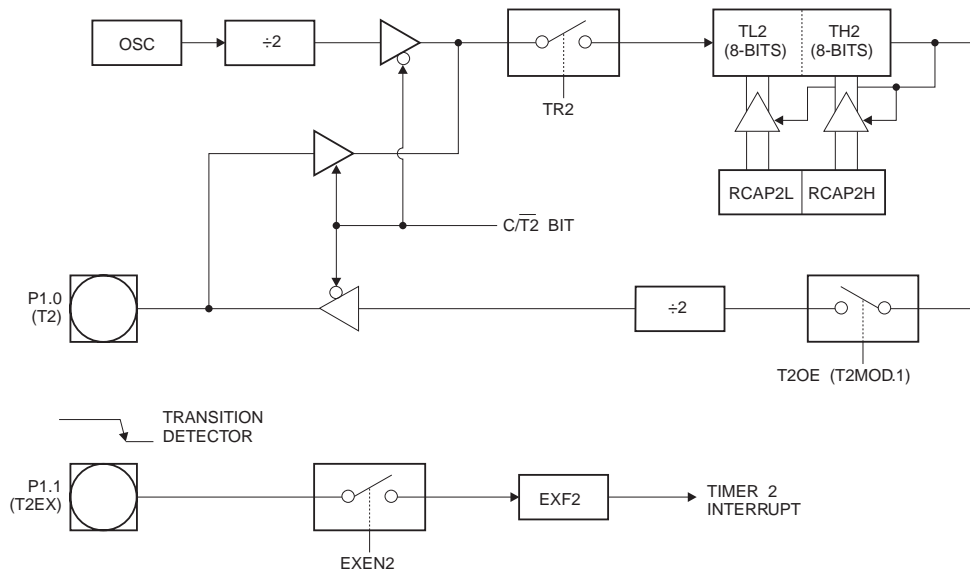 OSC
÷2
TR2
TL2
(8-BITS)
TH2
(8-BITS)
RCAP2L
RCAP2H
C/T2 BIT
P1.0
(T2)
÷2
T2OE (T2MOD.1)
TRANSITION
DETECTOR
P1.1
(T2EX)
EXEN2
EXF2
TIMER 2
INTERRUPT